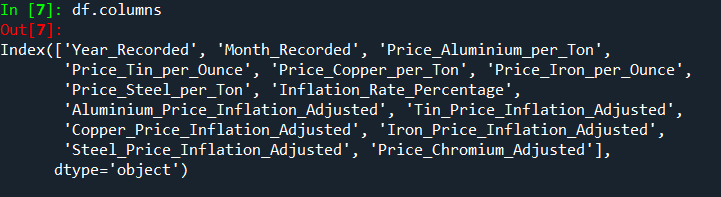 In [7]: df.columns
Out[7]:
Index(['Year_Recorded', 'Month_Recorded', 'Price_Aluminium_per_Ton',
'Price_Tin_per_Ounce', 'Price_Copper_per_Ton', 'Price_Iron_per_Ounce',
'Price_Steel_per_Ton', 'Inflation_Rate_Percentage',
'Aluminium_Price_Inflation_Adjusted', 'Tin_Price_Inflation_Adjusted',
'Copper_Price_Inflation_Adjusted', 'Iron_Price_Inflation_Adjusted',
'Steel_Price_Inflation_Adjusted', 'Price_Chromium_Adjusted'],
dtype='object')